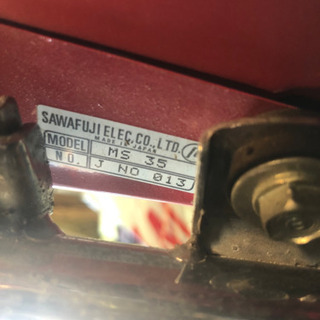 SAWAFUJI ELEC. CO., LTD.
MADE IN JAPAN
MODEL MS 35
NO. J NO 013